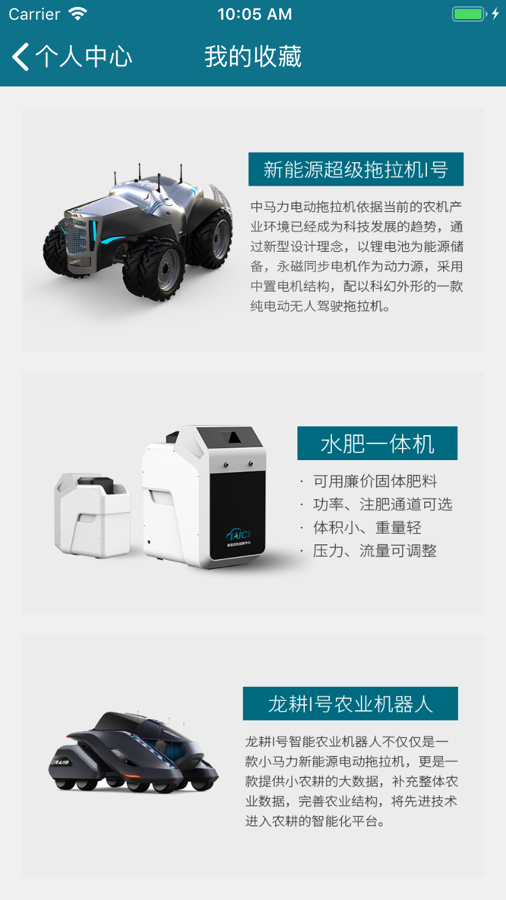 Carrier
10:05 AM
个人中心
我的收藏
新能源超级拖拉机I号
中马力电动拖拉机依据当前的农机产
业环境已经成为科技发展的趋势，通
过新型设计理念，以锂电池为能源储
备，永磁同步电机作为动力源，采用
中置电机结构，配以科幻外形的一款
纯电动无人驾驶拖拉机。
水肥一体机
· 可用廉价固体肥料
· 功率、注肥通道可选
· 体积小、重量轻
· 压力、流量可调整
龙耕I号农业机器人
龙耕I号智能农业机器人不仅仅是一
款小马力新能源电动拖拉机，更是一
款提供小农耕的大数据，补充整体农
业数据，完善农业结构，将先进技术
进入农耕的智能化平台。